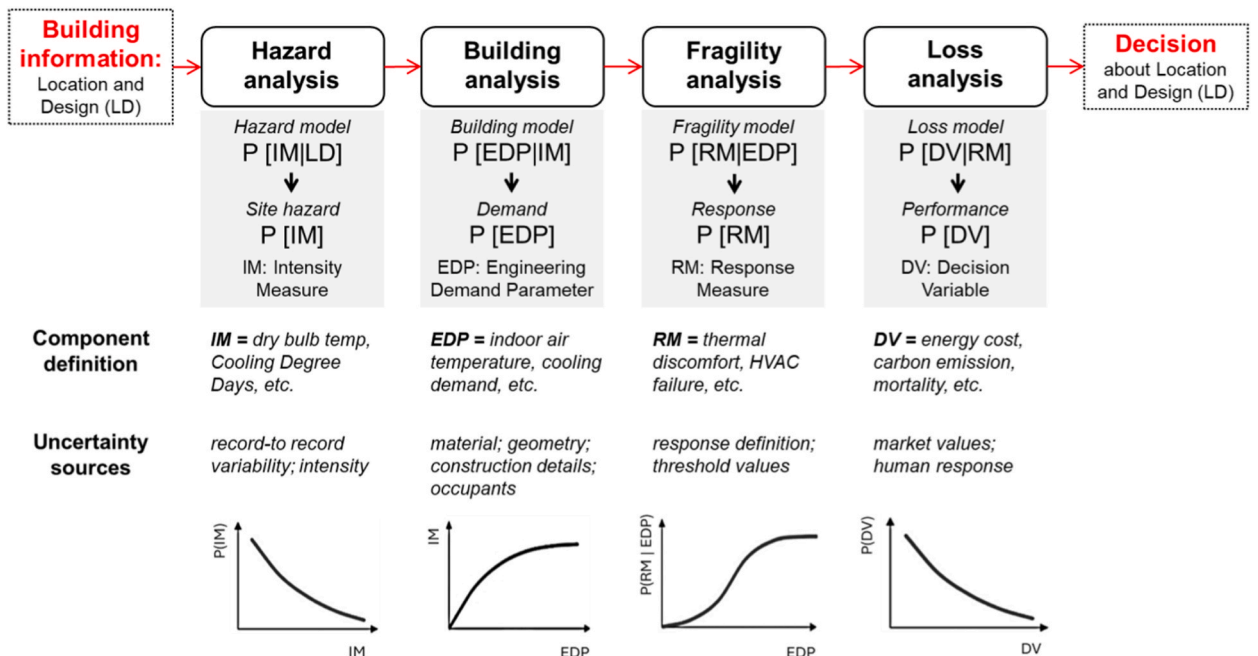 Building
information:
Location and
Design (LD)
Hazard
analysis
Building
analysis
Fragility
analysis
Loss
analysis
Decision
about Location
and Design (LD)
Hazard model
P [IM|LD]
Site hazard
P [IM]
IM: Intensity
Measure
Building model
P [EDP|IM]
Demand
P [EDP]
EDP: Engineering
Demand Parameter
Fragility model
P [RM|EDP]
Response
P [RM]
RM: Response
Measure
Loss model
P [DV|RM]
Performance
P [DV]
DV: Decision
Variable
Component
definition
IM = dry bulb temp,
Cooling Degree
Days, etc.
EDP = indoor air
temperature, cooling
demand, etc.
RM = thermal
discomfort, HVAC
failure, etc.
DV = energy cost,
carbon emission,
mortality, etc.
Uncertainty
sources
record-to record
variability; intensity
material; geometry;
construction details;
occupants
response definition;
threshold values
market values;
human response
P(IM)
IM
IM
EDP
P(RM | EDP)
EDP
P(DV)
DV